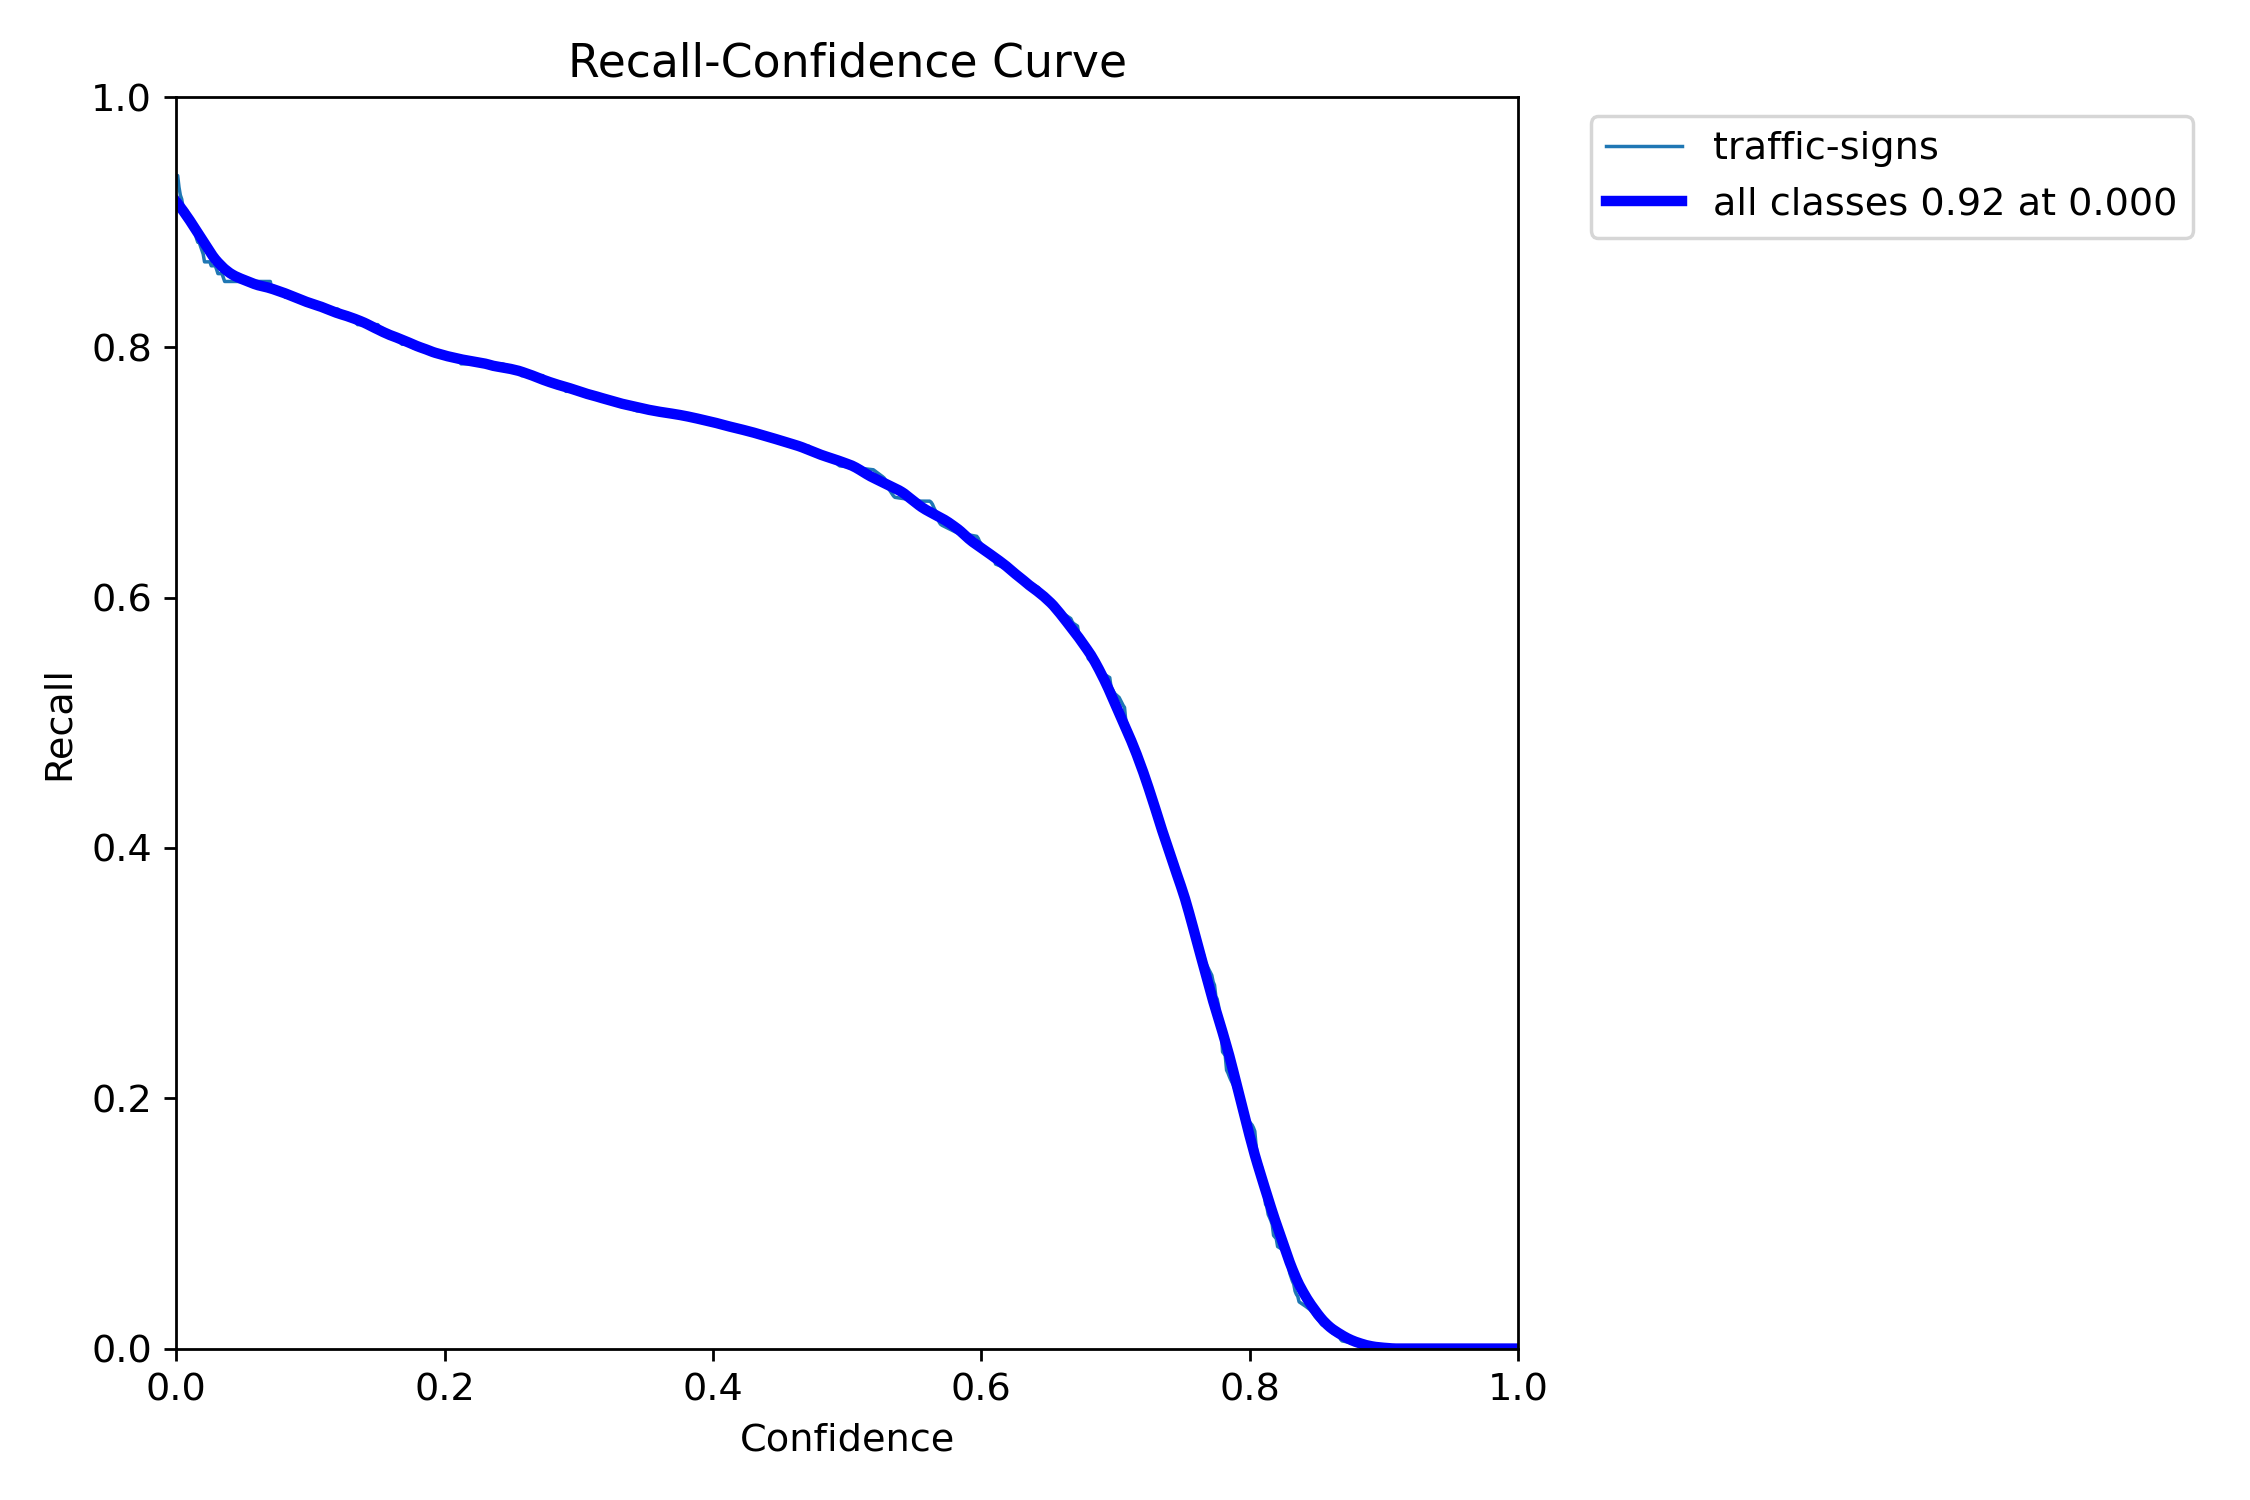 Recall-Confidence Curve
1.0
0.8
0.6
0.4
0.2
0.0
Recall
0.0 0.2 0.4 0.6 0.8 1.0
Confidence
traffic-signs
all classes 0.92 at 0.000